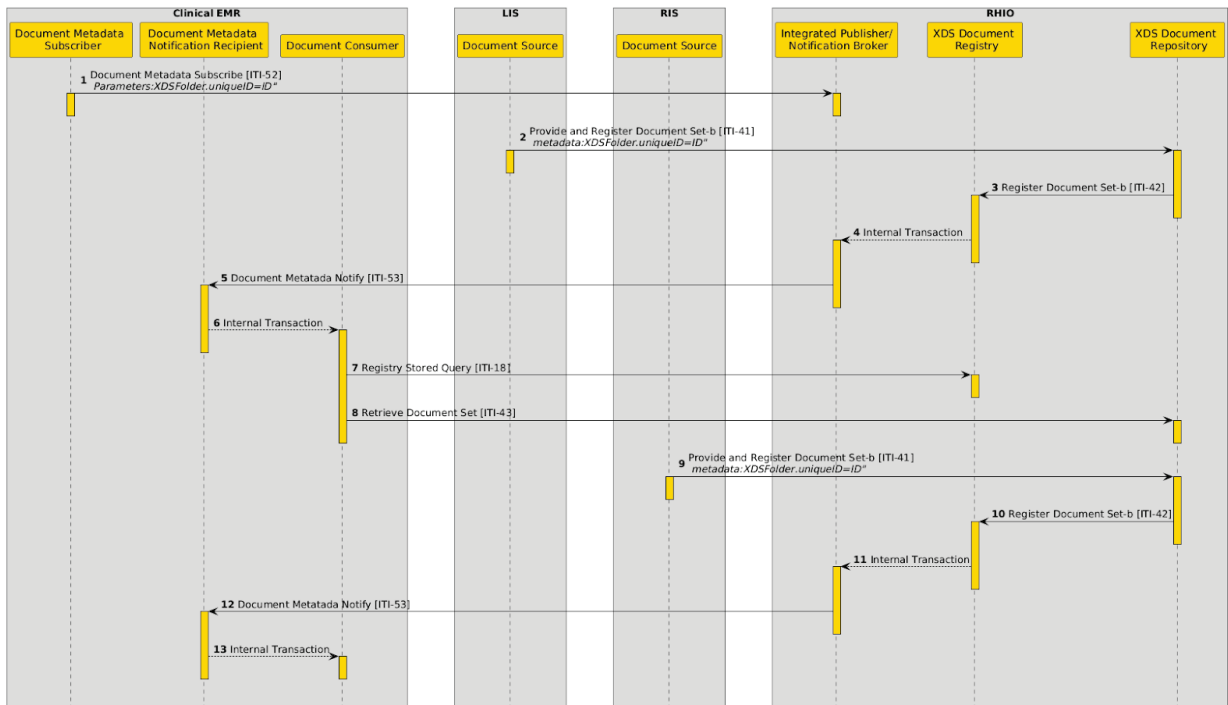 Clinical EMR
LIS
RIS
RHIO
Document Metadata
Subscriber
Document Metadata
Notification Recipient
Document Consumer
Document Source
Document Source
Integrated Publisher/
Notification Broker
XDS Document
Registry
XDS Document
Repository
1 Document Metadata Subscribe [ITI-52]
Parameters:XDSFolder.uniqueID=ID"
2 Provide and Register Document Set-b [ITI-41]
metadata:XDSFolder.uniqueID=ID"
3 Register Document Set-b [ITI-42]
4 Internal Transaction
5 Document Metatada Notify [ITI-53]
6 Internal Transaction
7 Registry Stored Query [ITI-18]
8 Retrieve Document Set [ITI-43]
9 Provide and Register Document Set-b [ITI-41]
metadata:XDSFolder.uniqueID=ID"
10 Register Document Set-b [ITI-42]
11 Internal Transaction
12 Document Metatada Notify [ITI-53]
13 Internal Transaction